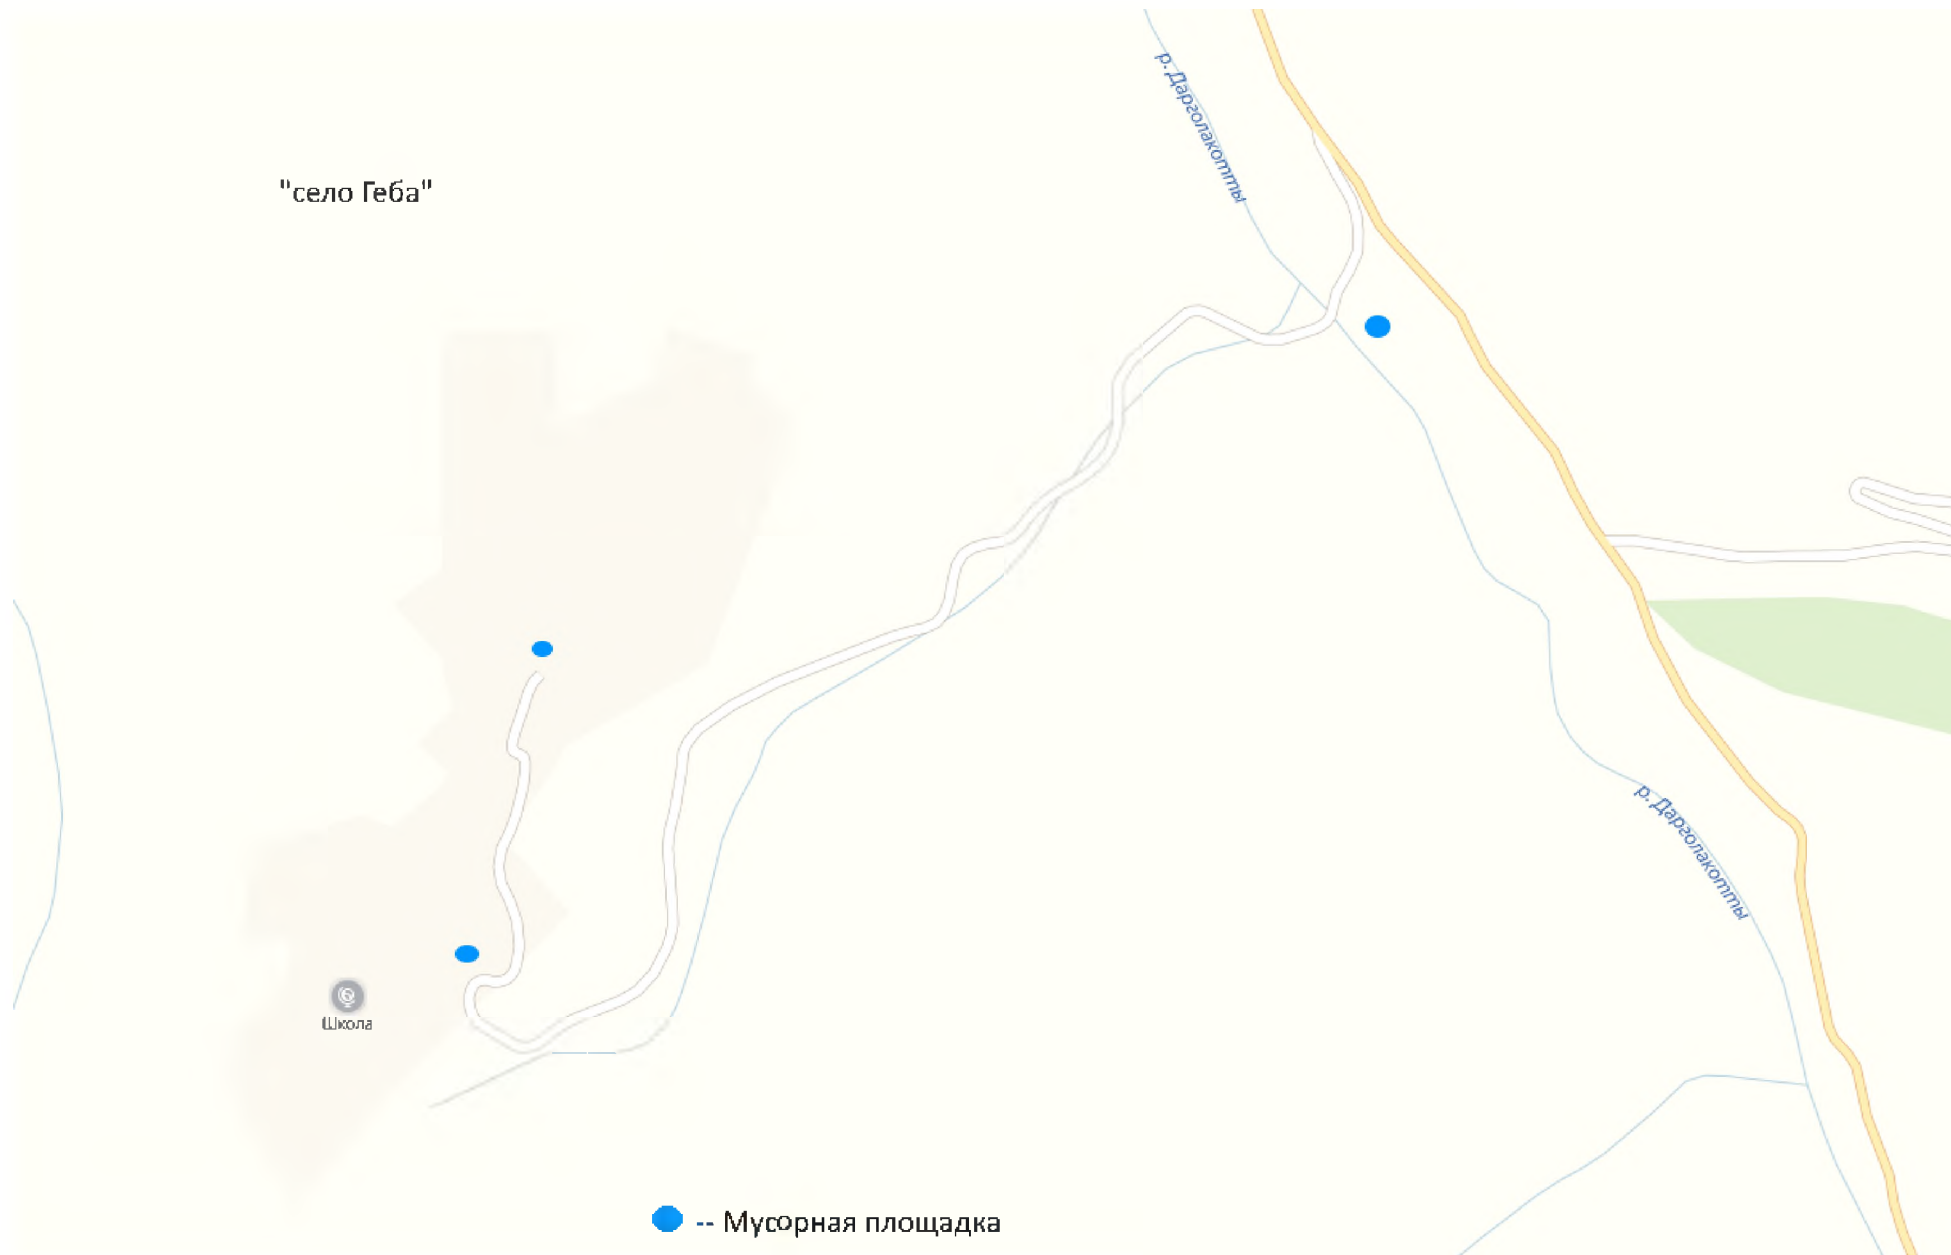 р. Дарголакотты
"село Геба"
р. Дарголакотты
Школа
-- Мусорная площадка